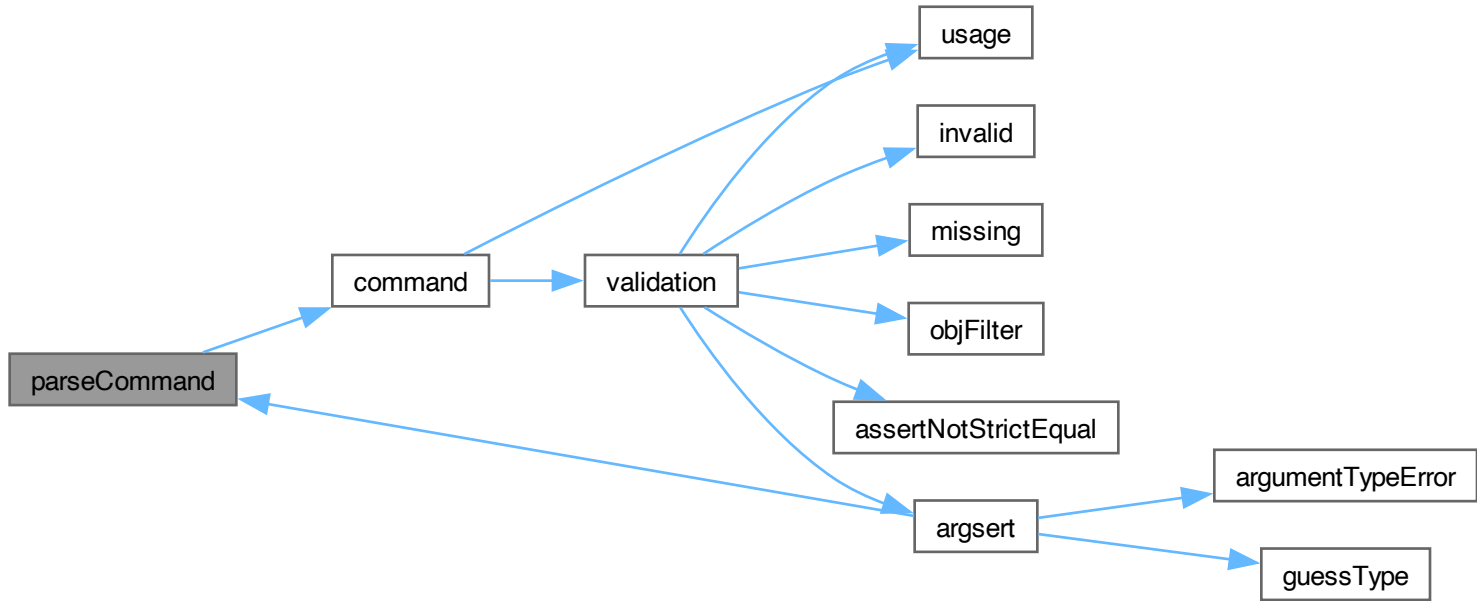 usage
invalid
missing
command
validation
objFilter
parseCommand
assertNotStrictEqual
argumentTypeError
argsert
guessType